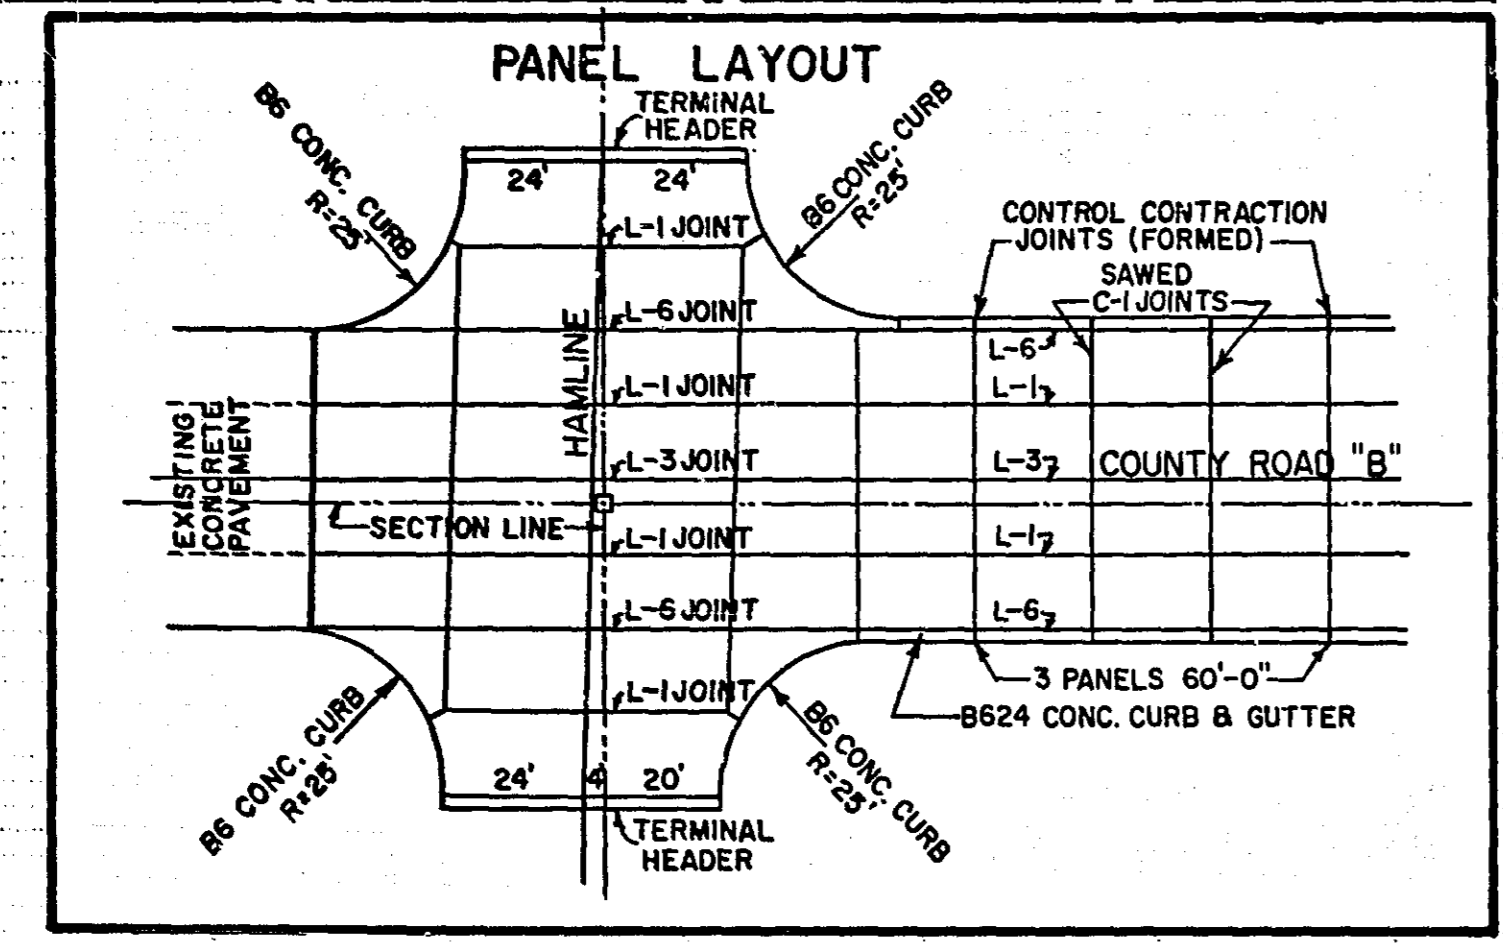 PANEL LAYOUT
TERMINAL
HEADER
B6 CONC. CURB
R=25'
B6 CONC. CURB
R=25'
24' 24'
L-1 JOINT
CONTROL CONTRACTION
JOINTS (FORMED)
SAWED
C-1 JOINTS
L-6 JOINT
L-6
HAMLINE
L-1 JOINT
L-1
EXISTING
CONCRETE
PAVEMENT
L-3 JOINT
L-3
COUNTY ROAD "B"
SECTION LINE
L-1 JOINT
L-1
L-6 JOINT
L-6
3 PANELS 60'-0"
L-1 JOINT
B624 CONC. CURB & GUTTER
B6 CONC. CURB
R=25'
B6 CONC. CURB
R=25'
24' 4 20'
TERMINAL
HEADER